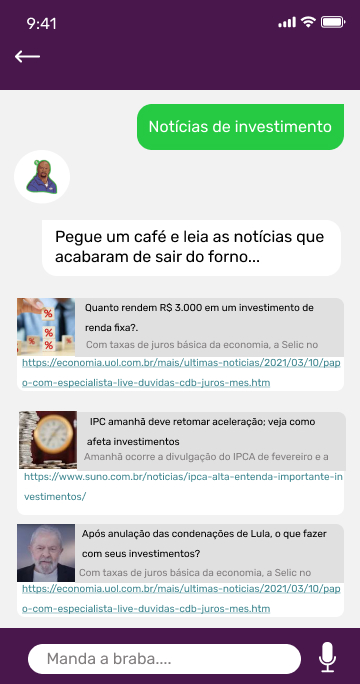 9:41
Notícias de investimento
Pegue um café e leia as notícias que
acabaram de sair do forno...
%
%
%
%
Quanto rendem R$ 3.000 em um investimento de
renda fixa?.
Com taxas de juros básica da economia, a Selic no
https://economia.uol.com.br/mais/ultimas-noticias/2021/03/10/pap
o-com-especialista-live-duvidas-cdb-juros-mes.htm
IPC amanhã deve retomar aceleração; veja como
afeta investimentos
Amanhã ocorre a divulgação do IPCA de fevereiro e a
https://www.suno.com.br/noticias/ipca-alta-entenda-importante-in
vestimentos/
Após anulação das condenações de Lula, o que fazer
com seus investimentos?
Com taxas de juros básica da economia, a Selic no
https://economia.uol.com.br/mais/ultimas-noticias/2021/03/10/pap
o-com-especialista-live-duvidas-cdb-juros-mes.htm
Manda a braba....